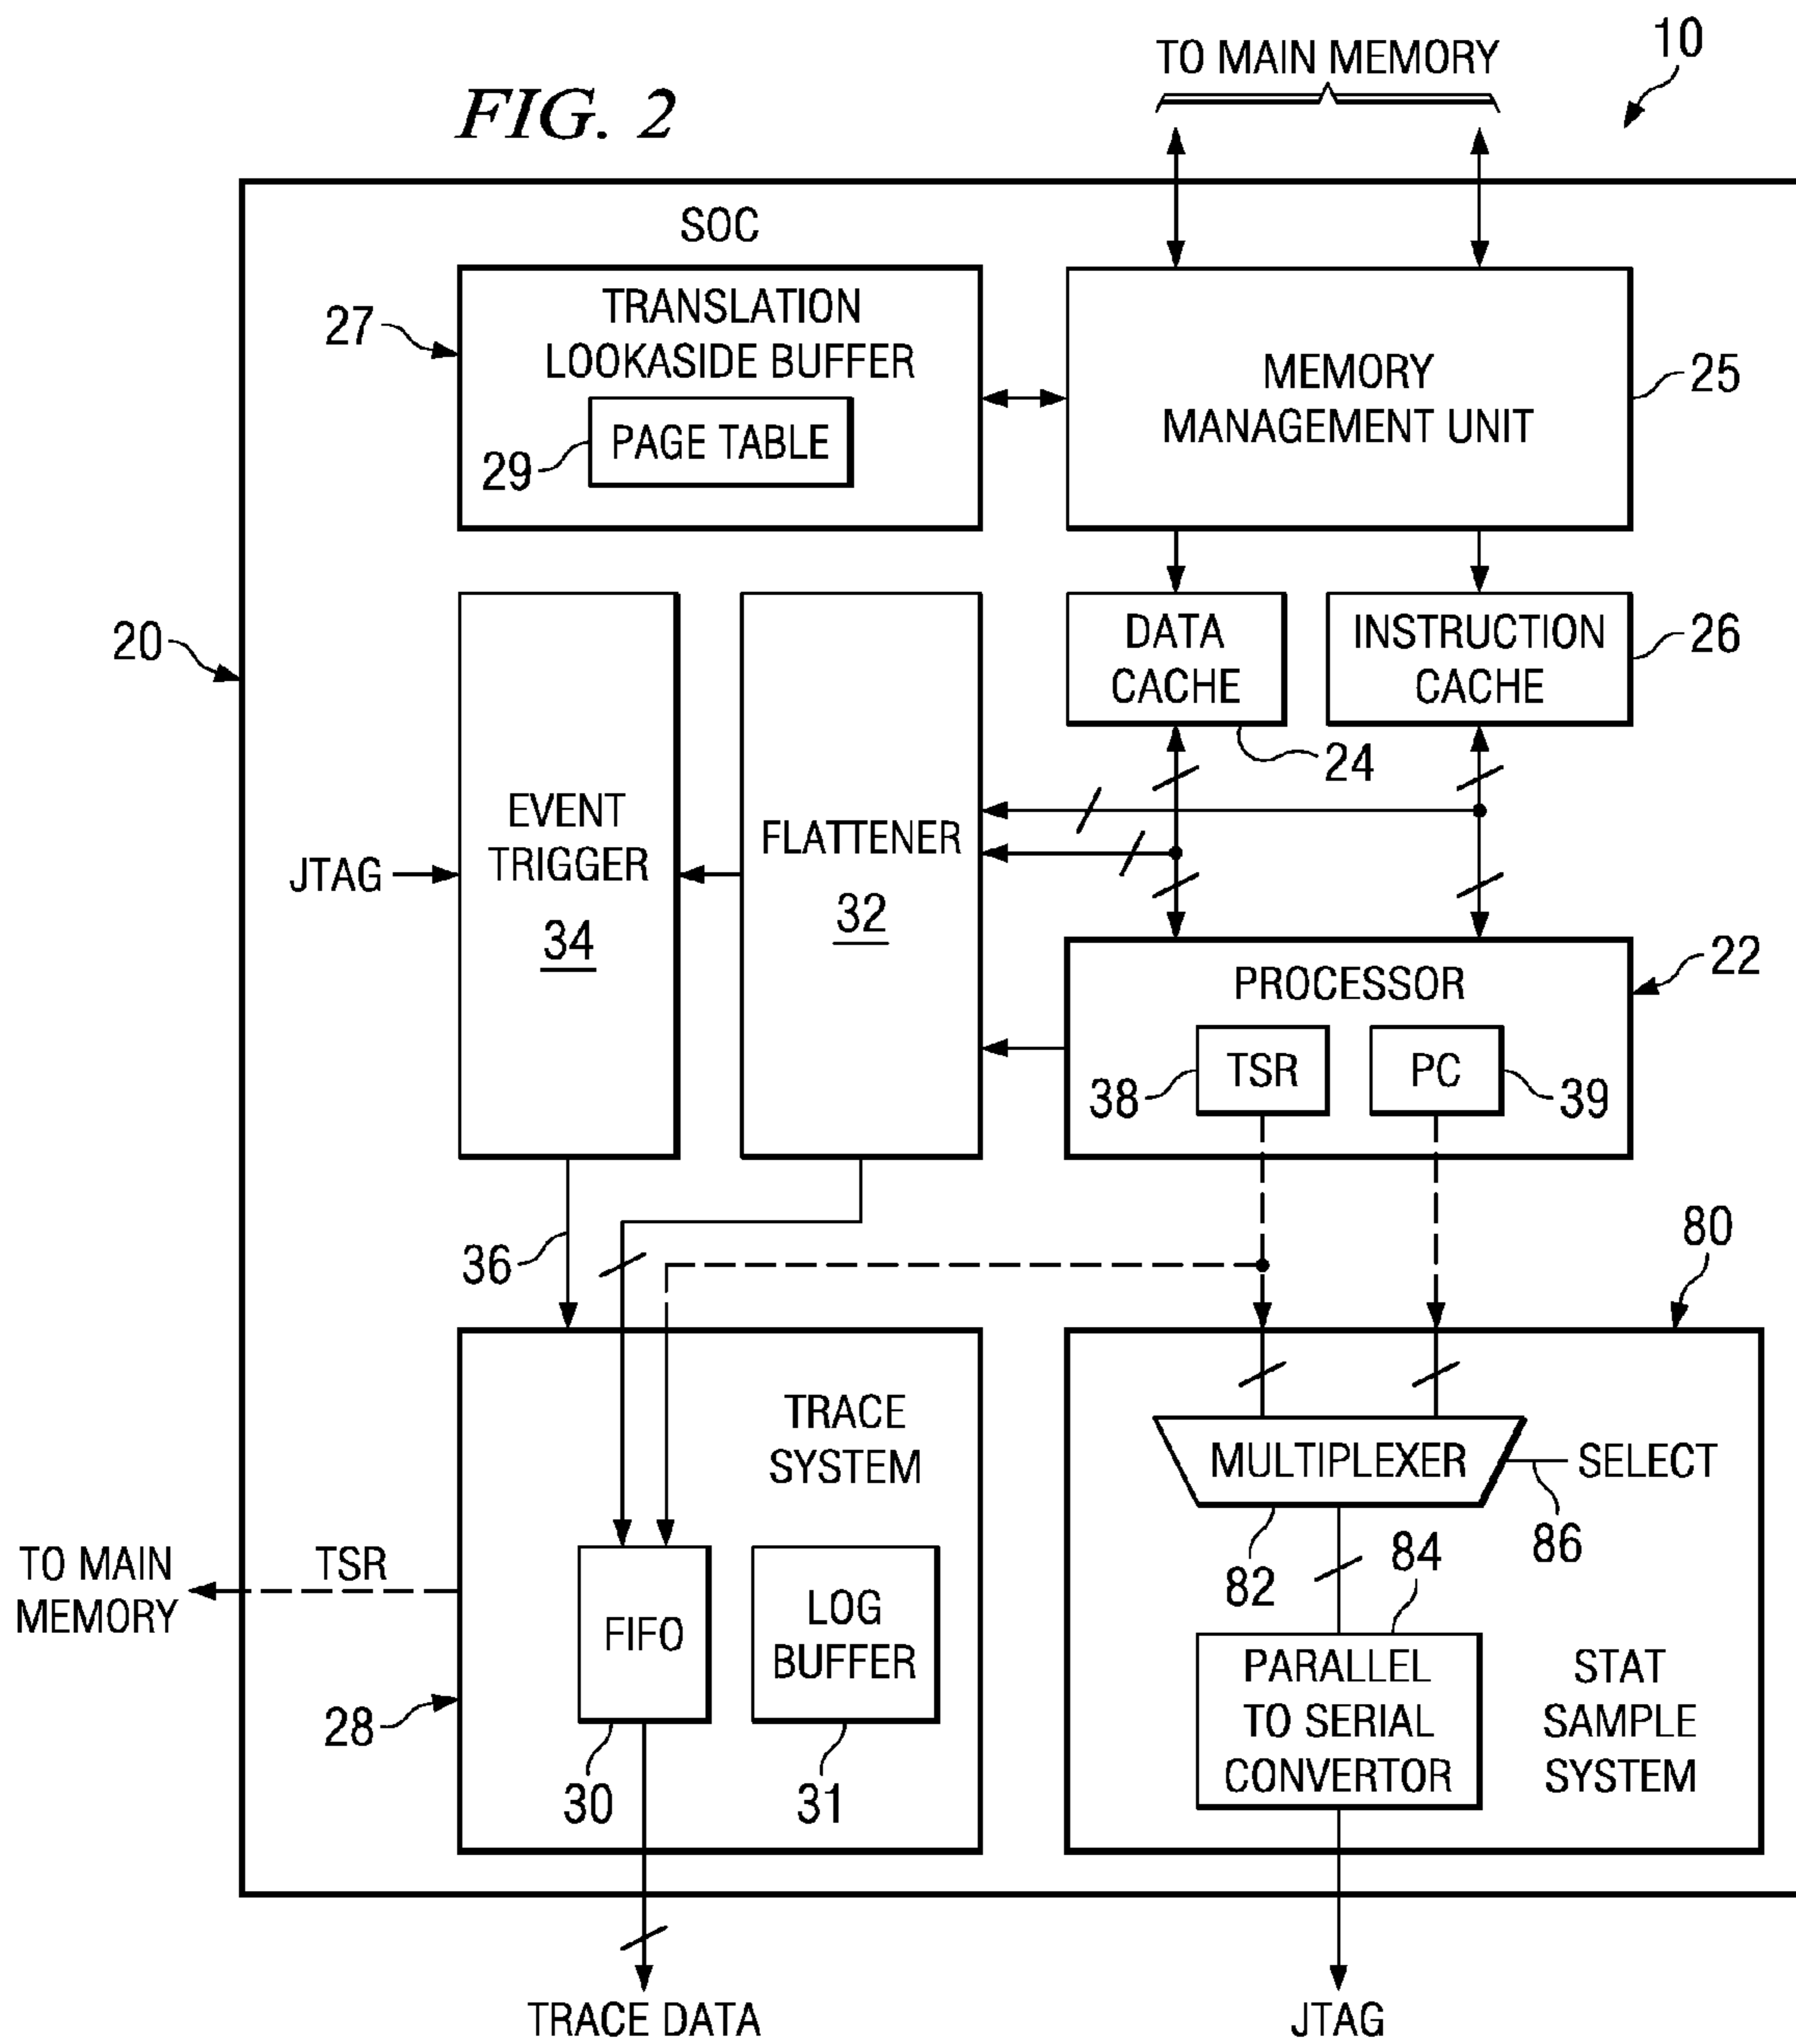 TO MAIN MEMORY
10
FIG. 2
SOC
TRANSLATION
LOOKASIDE BUFFER
27
PAGE TABLE
29
MEMORY
MANAGEMENT UNIT
25
20
DATA
CACHE
24
INSTRUCTION
CACHE
26
JTAG
EVENT
TRIGGER
34
FLATTENER
32
PROCESSOR
22
TSR
38
PC
39
36
80
TRACE
SYSTEM
MULTIPLEXER
SELECT
86
82
84
TO MAIN
MEMORY
TSR
FIFO
LOG
BUFFER
28
30
31
PARALLEL
TO SERIAL
CONVERTOR
STAT
SAMPLE
SYSTEM
TRACE DATA
JTAG